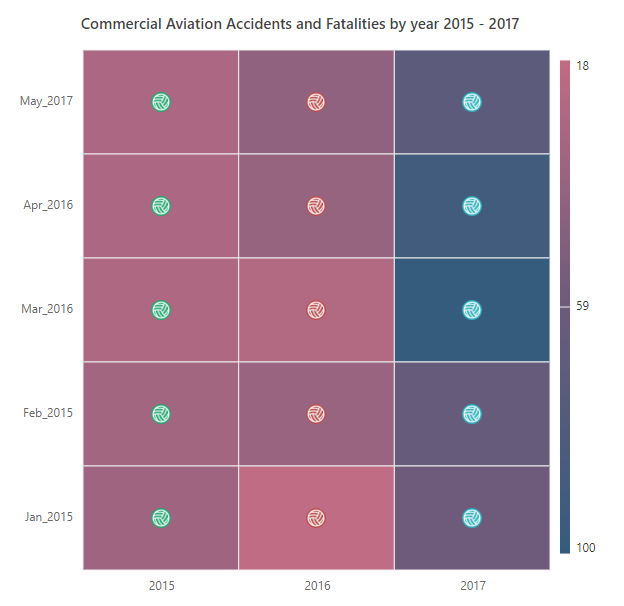 Commercial Aviation Accidents and Fatalities by year 2015 - 2017
18
May_2017
Apr_2016
59
Mar_2016
Feb_2015
Jan_2015
100
2015
2016
2017